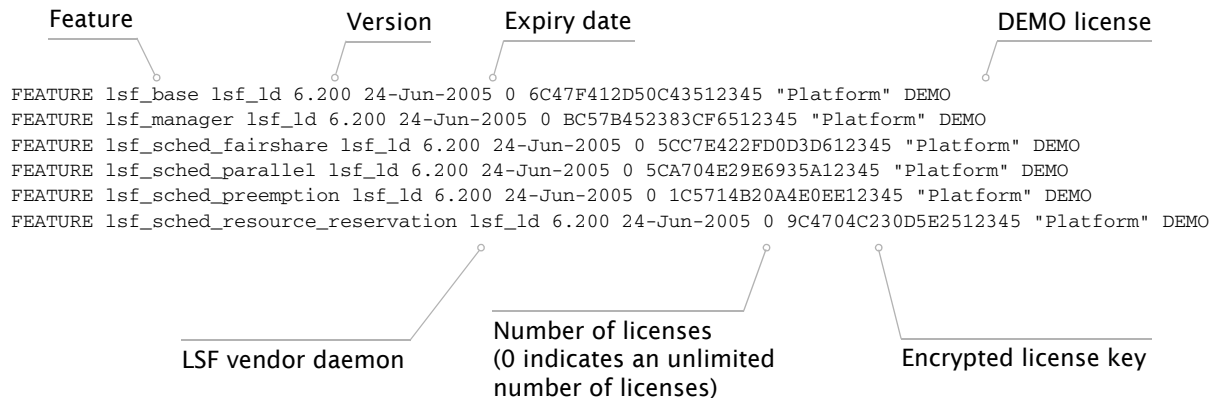 Feature Version Expiry date DEMO license
FEATURE lsf_base lsf_ld 6.200 24-Jun-2005 0 6C47F412D50C43512345 "Platform" DEMO
FEATURE lsf_manager lsf_ld 6.200 24-Jun-2005 0 BC57B452383CF6512345 "Platform" DEMO
FEATURE lsf_sched_fairshare lsf_ld 6.200 24-Jun-2005 0 5CC7E422FD0D3D612345 "Platform" DEMO
FEATURE lsf_sched_parallel lsf_ld 6.200 24-Jun-2005 0 5CA704E29E6935A12345 "Platform" DEMO
FEATURE lsf_sched_preemption lsf_ld 6.200 24-Jun-2005 0 1C5714B20A4E0EE12345 "Platform" DEMO
FEATURE lsf_sched_resource_reservation lsf_ld 6.200 24-Jun-2005 0 9C4704C230D5E2512345 "Platform" DEMO
LSF vendor daemon
Number of licenses
(0 indicates an unlimited
number of licenses)
Encrypted license key